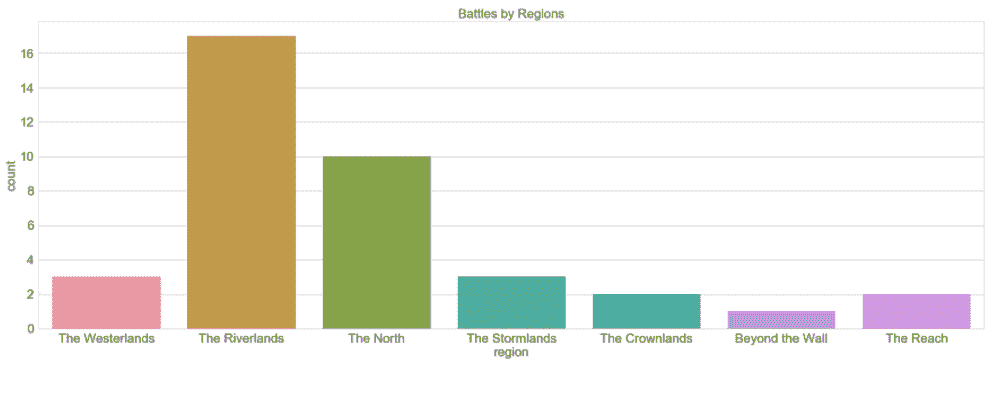 Battles by Regions
16
14
12
10
8
6
4
2
0
count
The Westerlands
The Riverlands
The North
The Stormlands
The Crownlands
Beyond the Wall
The Reach
region